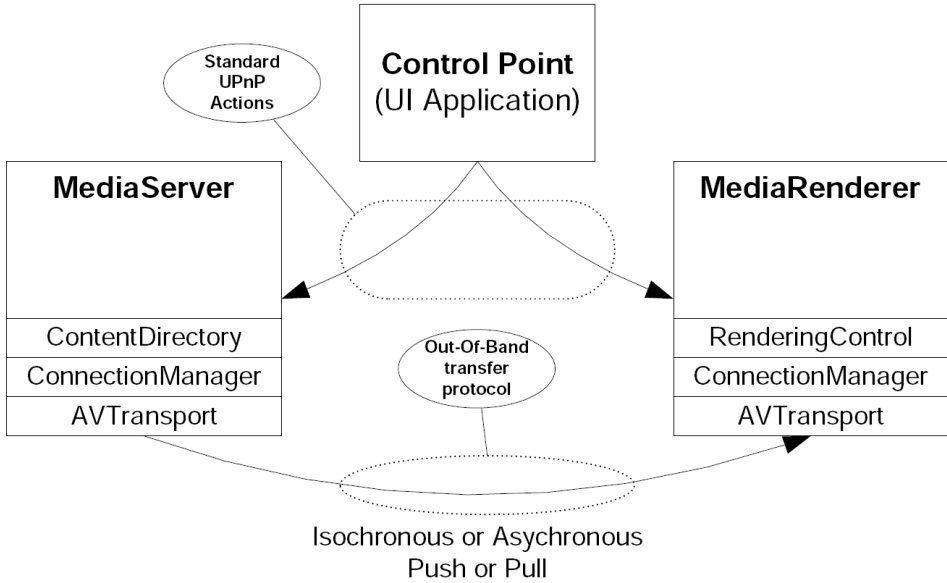 Standard
UPnP
Actions
Control Point
(UI Application)
MediaServer
ContentDirectory
ConnectionManager
AVTransport
MediaRenderer
RenderingControl
ConnectionManager
AVTransport
Out-Of-Band
transfer
protocol
Isochronous or Asychronous
Push or Pull